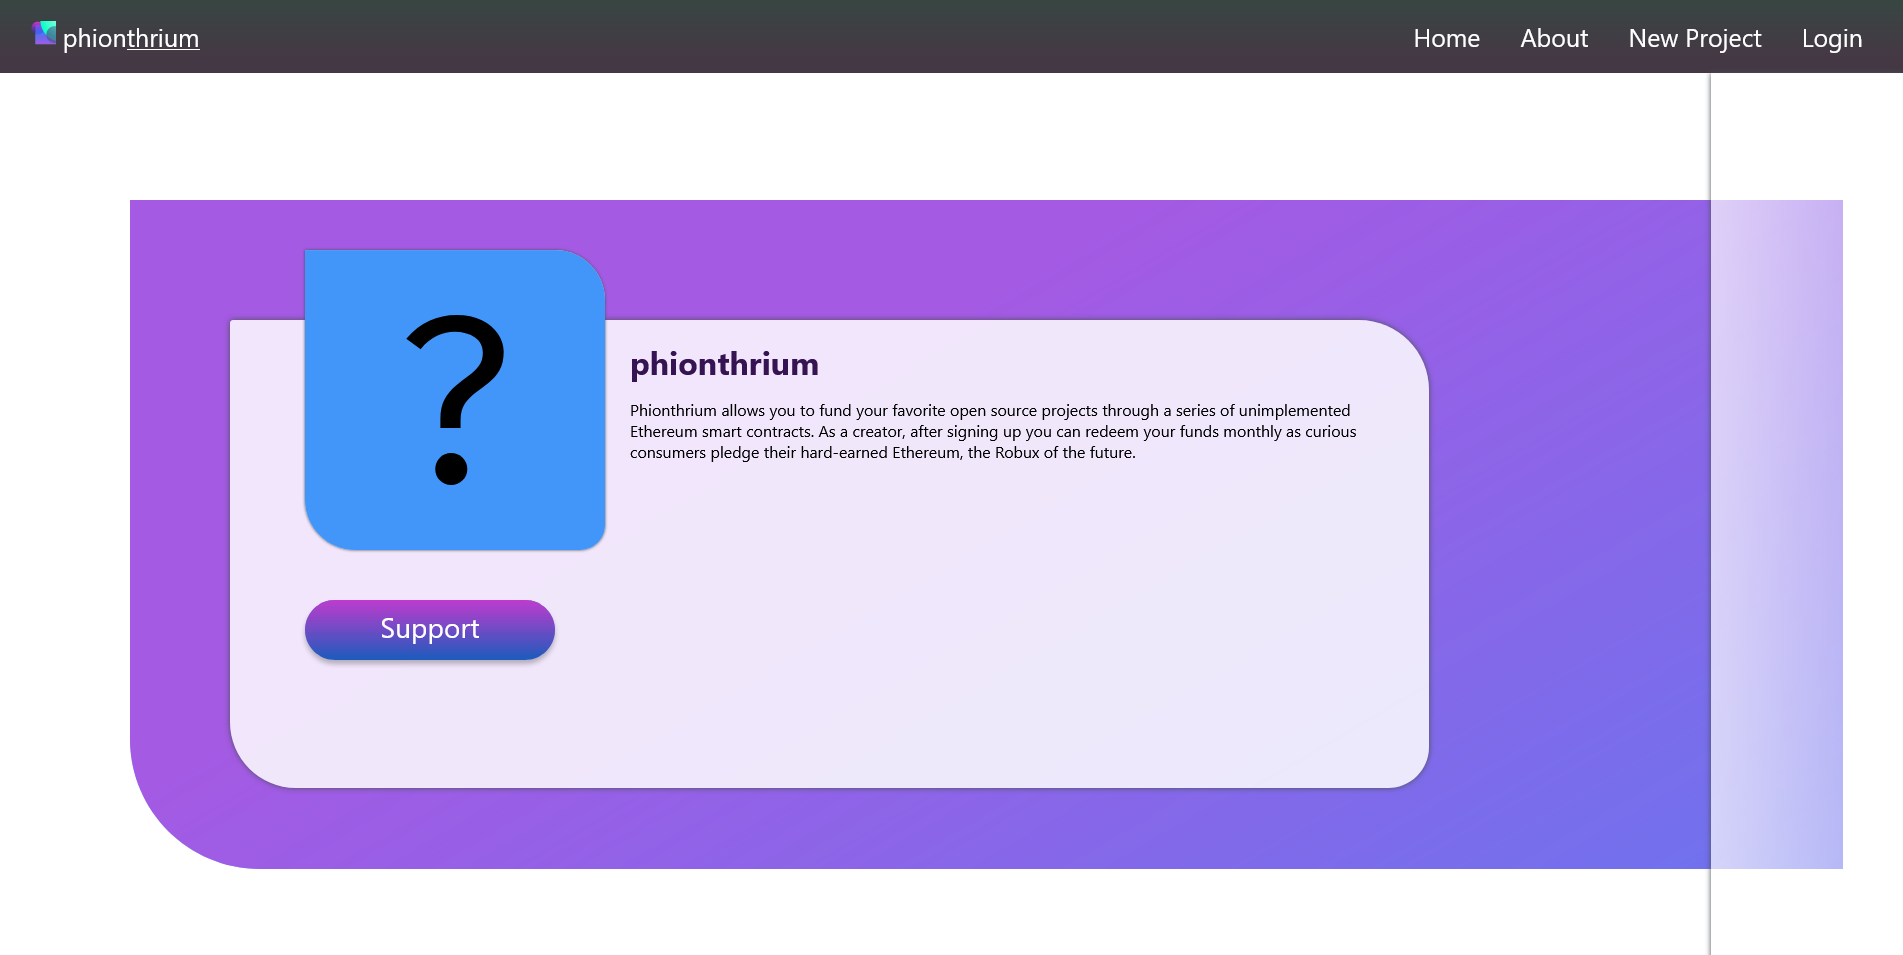 phionthrium
Home
About
New Project
Login
?
phionthrium
Phionthrium allows you to fund your favorite open source projects through a series of unimplemented
Ethereum smart contracts. As a creator, after signing up you can redeem your funds monthly as curious
consumers pledge their hard-earned Ethereum, the Robux of the future.
Support